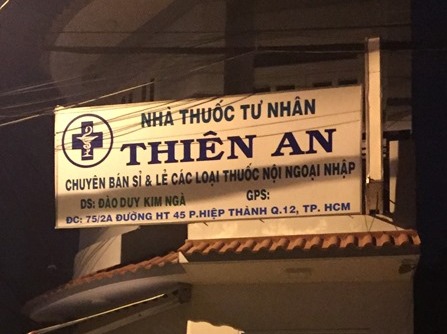 NHÀ THUỐC TƯ NHÂN
THIÊN AN
CHUYÊN BÁN SỈ & LẺ CÁC LOẠI THUỐC NỘI NGOẠI NHẬP
DS: ĐÀO DUY KIM NGÀ GPS:
ĐC: 75/2A ĐƯỜNG HT 45 P.HIỆP THÀNH Q.12, TP. HCM